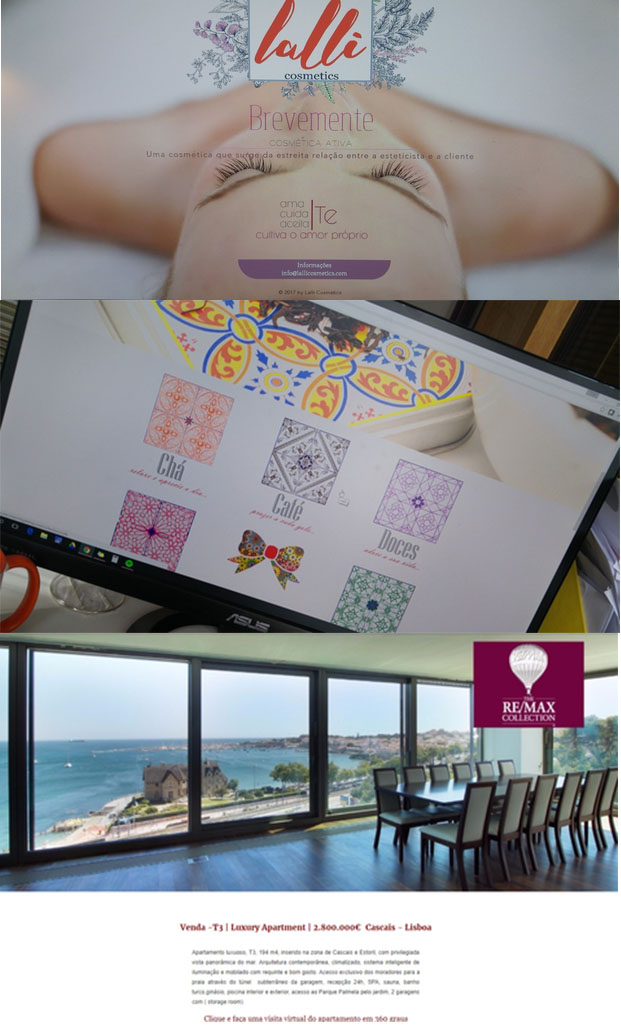 lalli
cosmetics
Brevemente
COSMÉTICA ATIVA
Uma cosmética que surge da estreita relação entre a esteticista e a cliente
ama
cuida
aceita
Te
cultiva o amor próprio
Informações
info@lallicosmetics.com
© 2017 by Lalli Cosmetics
Chá
Café
Doces
ASUS
THE
RE/MAX
COLLECTION
Venda -T3 | Luxury Apartment | 2.800.000€ Cascais - Lisboa
Apartamento luxuoso, T3, 194 m4, inserido na zona de Cascais e Estoril, com privilegiada
vista panorâmica do mar. Arquitetura contemporânea, climatizado, sistema inteligente de
iluminação e mobilado com requinte e bom gosto. Acesso exclusivo dos moradores para a
praia através do túnel subterrâneo da garagem, recepção 24h, SPA, sauna, banho
turco,ginásio, piscina interior e exterior, acesso ao Parque Palmela pelo jardim, 2 garagens
com ( storage room).
Clique e faça uma visita virtual do apartamento em 360 graus